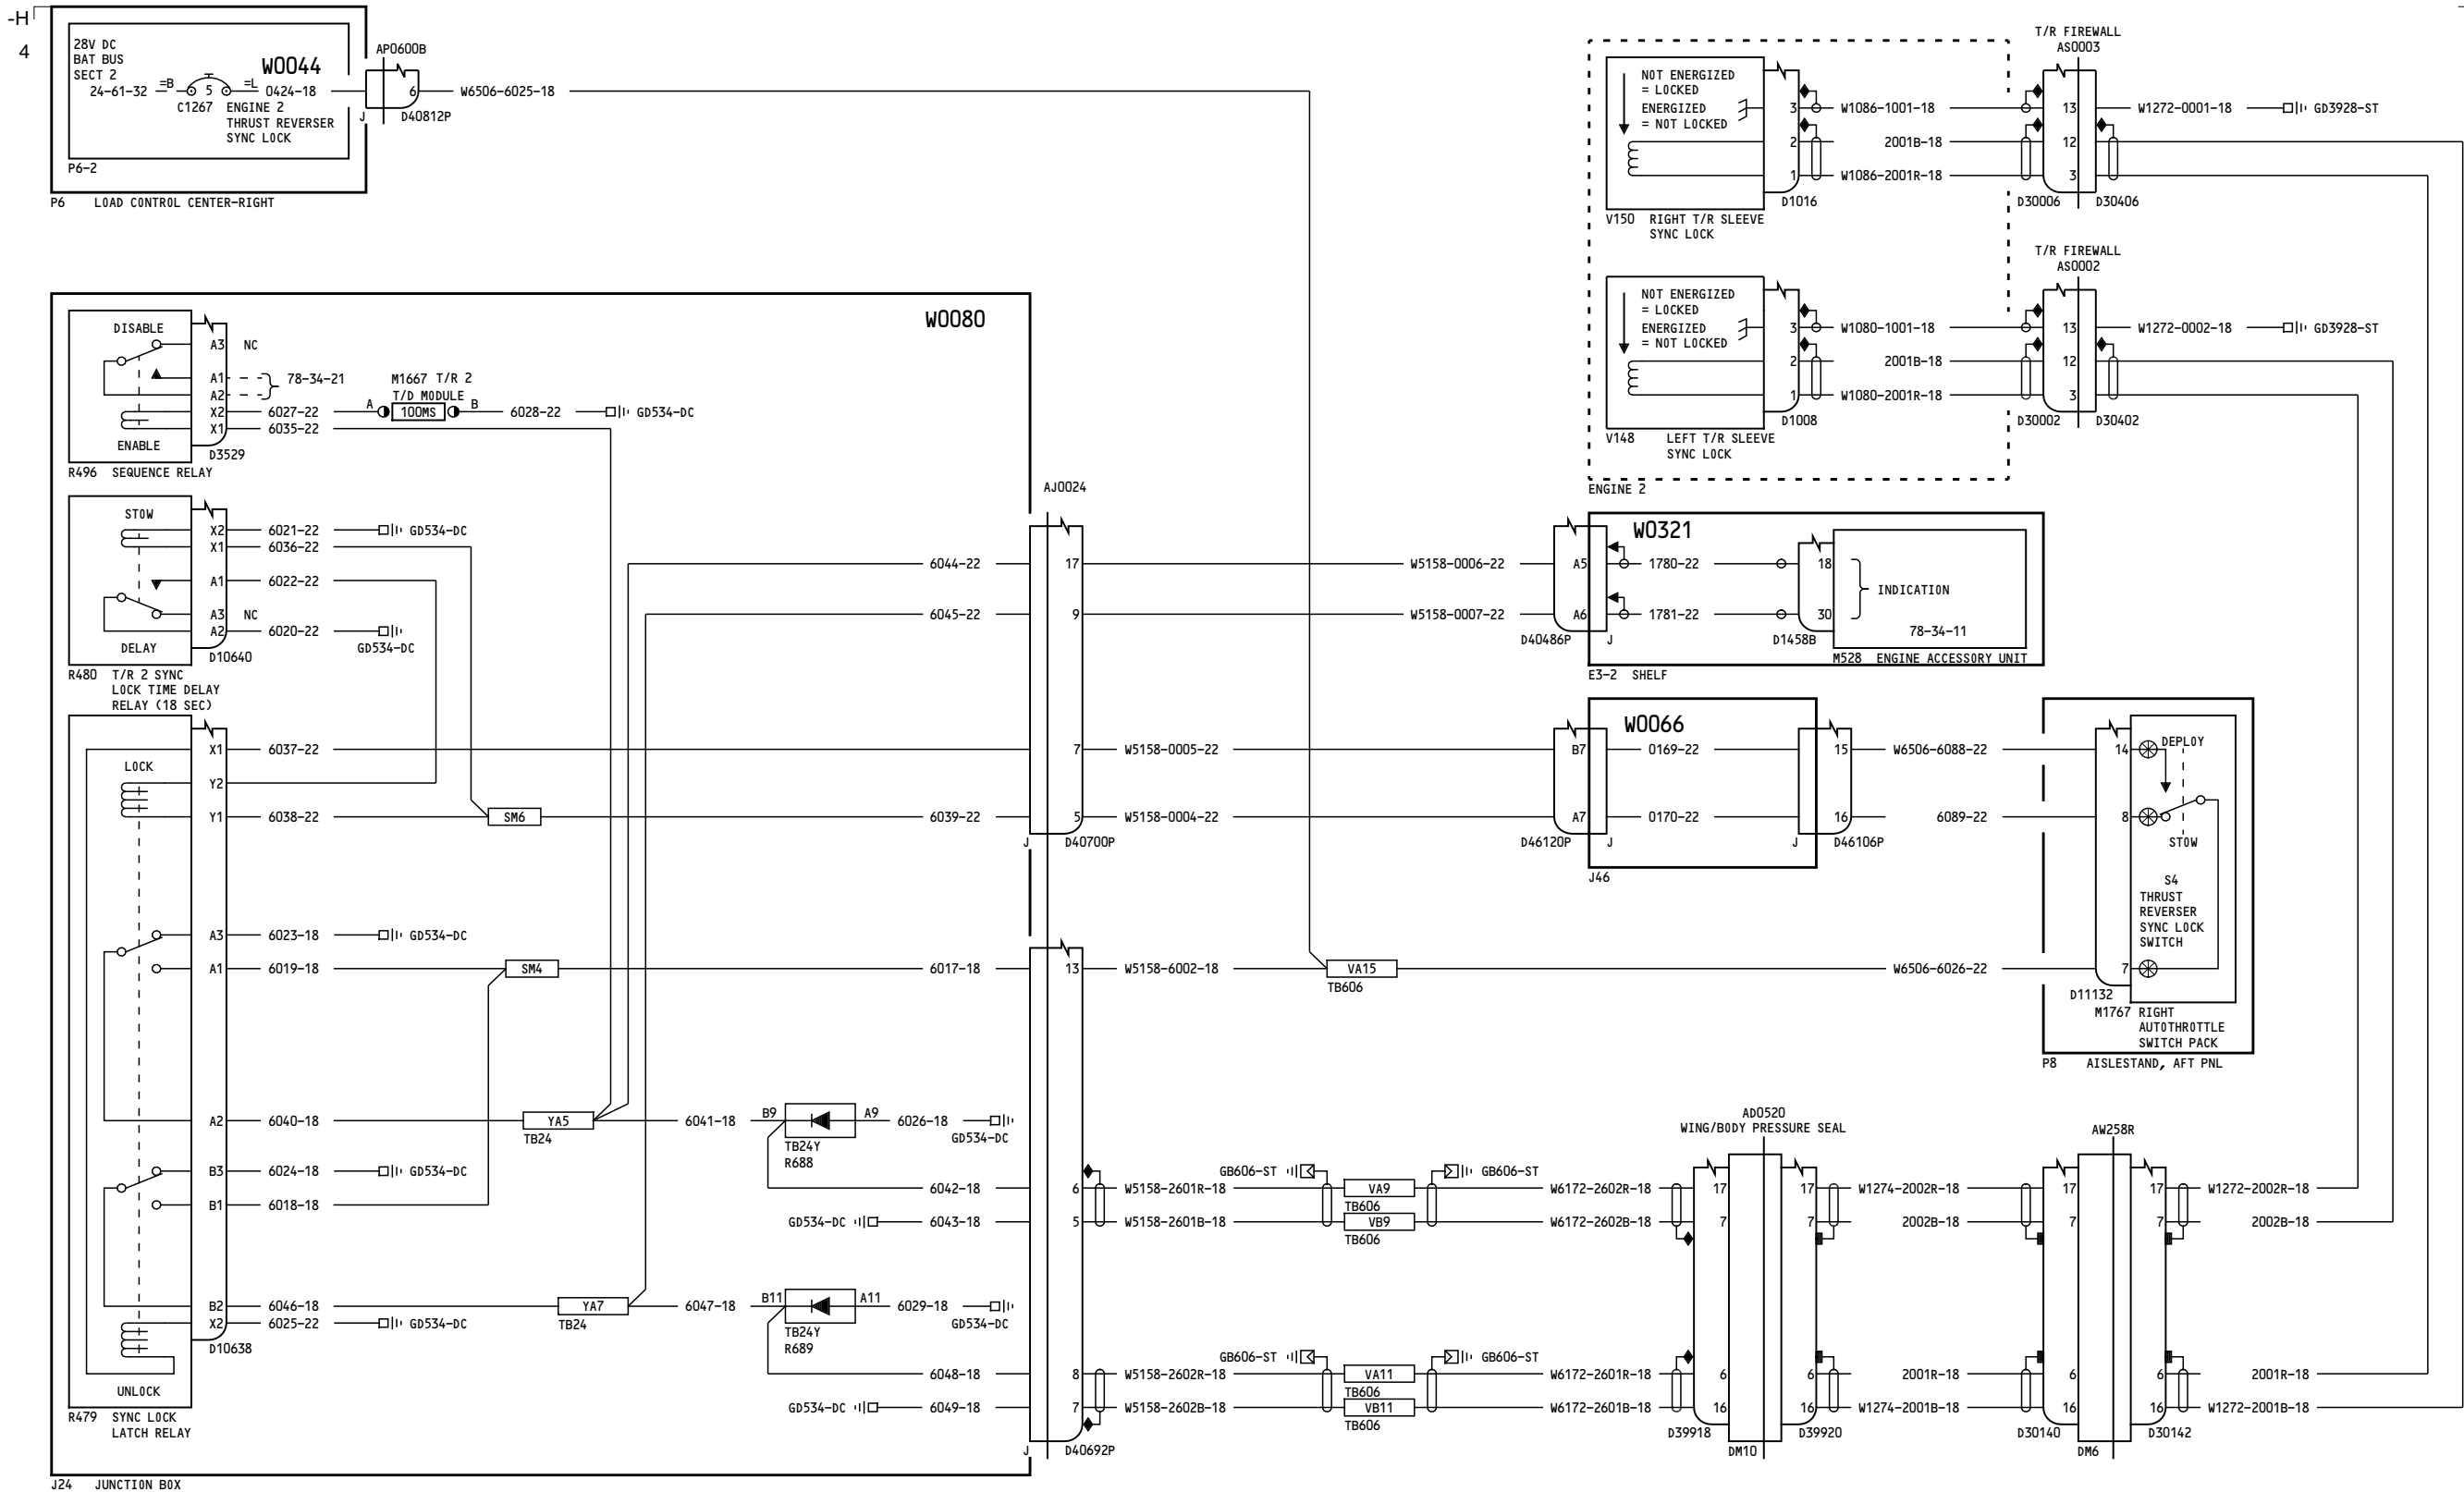 -H
4
28V DC
BAT BUS
SECT 2
24-61-32
=B
5
=L
W0044
0424-18
C1267
ENGINE 2
THRUST REVERSER
SYNC LOCK
P6-2
P6 LOAD CONTROL CENTER-RIGHT
AP0600B
6
J
D40812P
W6506-6025-18
W0080
DISABLE
A3 NC
A1
A2
78-34-21
X2 6027-22
X1 6035-22
ENABLE
D3529
R496 SEQUENCE RELAY
M1667 T/R 2
T/D MODULE
A 100MS B
6028-22
GD534-DC
STOW
X2 6021-22 GD534-DC
X1 6036-22
A1 6022-22
A3 NC
A2 6020-22
GD534-DC
DELAY
D10640
R480 T/R 2 SYNC
LOCK TIME DELAY
RELAY (18 SEC)
X1 6037-22
LOCK
Y2
Y1 6038-22
SM6
6039-22
A3 6023-18 GD534-DC
A1 6019-18
SM4
6017-18
A2 6040-18
YA5
TB24
6041-18
B9
A9
TB24Y
R688
6026-18
GD534-DC
B3 6024-18 GD534-DC
B1 6018-18
6042-18
GD534-DC 6043-18
B2 6046-18
YA7
TB24
6047-18
B11
A11
TB24Y
R689
6029-18
GD534-DC
X2 6025-22 GD534-DC
D10638
6048-18
GD534-DC 6049-18
UNLOCK
R479 SYNC LOCK
LATCH RELAY
J24 JUNCTION BOX
6044-22
6045-22
AJ0024
17
9
7
5
J
D40700P
13
6
5
8
7
J
D40692P
W5158-0006-22
W5158-0007-22
W5158-0005-22
W5158-0004-22
W5158-6002-18
VA15
TB606
W6506-6026-22
GB606-ST
GB606-ST
W5158-2601R-18
VA9
TB606
W6172-2602R-18
W5158-2601B-18
VB9
TB606
W6172-2602B-18
GB606-ST
GB606-ST
W5158-2602R-18
VA11
TB606
W6172-2601R-18
W5158-2602B-18
VB11
TB606
W6172-2601B-18
NOT ENERGIZED
= LOCKED
ENERGIZED
= NOT LOCKED
3
2
1
D1016
V150 RIGHT T/R SLEEVE
SYNC LOCK
W1086-1001-18
2001B-18
W1086-2001R-18
T/R FIREWALL
AS0003
13
12
3
D30006
D30406
W1272-0001-18
GD3928-ST
NOT ENERGIZED
= LOCKED
ENERGIZED
= NOT LOCKED
3
2
1
D1008
V148 LEFT T/R SLEEVE
SYNC LOCK
ENGINE 2
W1080-1001-18
2001B-18
W1080-2001R-18
T/R FIREWALL
AS0002
13
12
3
D30002
D30402
W1272-0002-18
GD3928-ST
W0321
A5
A6
D40486P
J
1780-22
1781-22
18
30
D1458B
INDICATION
78-34-11
M528 ENGINE ACCESSORY UNIT
E3-2 SHELF
W0066
B7
A7
D46120P
J
0169-22
0170-22
15
16
J
D46106P
J46
W6506-6088-22
6089-22
14
8
7
DEPLOY
STOW
S4
THRUST
REVERSER
SYNC LOCK
SWITCH
D11132
M1767 RIGHT
AUTOTHROTTLE
SWITCH PACK
P8 AISLESTAND, AFT PNL
AD0520
WING/BODY PRESSURE SEAL
17
7
6
16
D39918
DM10
17
7
6
16
D39920
W1274-2002R-18
2002B-18
2001R-18
W1274-2001B-18
AW258R
17
7
6
16
D30140
DM6
17
7
6
16
D30142
W1272-2002R-18
2002B-18
2001R-18
W1272-2001B-18